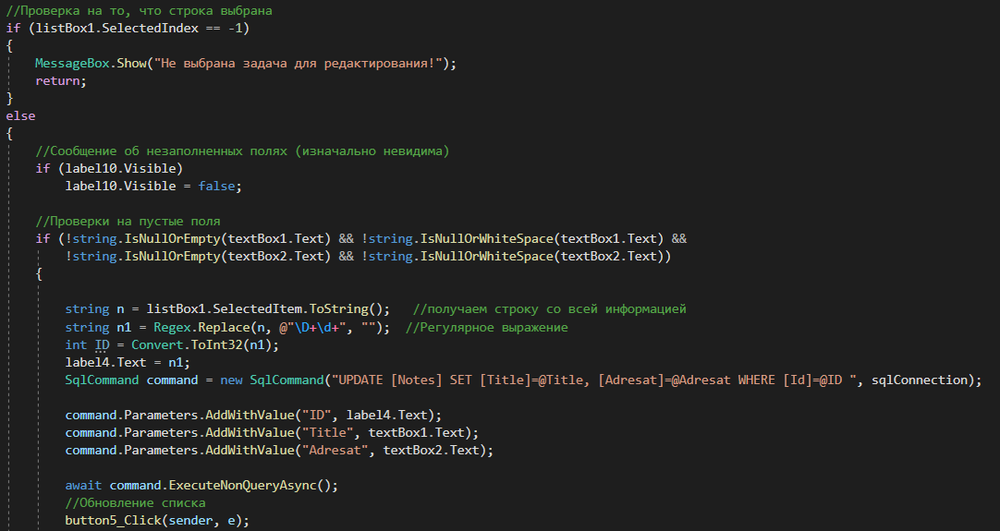 //Проверка на то, что строка выбрана
if (listBox1.SelectedIndex == -1)
{
    MessageBox.Show("Не выбрана задача для редактирования!");
    return;
}
else
{
    //Сообщение об незаполненных полях (изначально невидима)
    if (label10.Visible)
        label10.Visible = false;

    //Проверки на пустые поля
    if (!string.IsNullOrEmpty(textBox1.Text) && !string.IsNullOrWhiteSpace(textBox1.Text) &&
        !string.IsNullOrEmpty(textBox2.Text) && !string.IsNullOrWhiteSpace(textBox2.Text))
    {

        string n = listBox1.SelectedItem.ToString();   //получаем строку со всей информацией
        string n1 = Regex.Replace(n, @"\D+\d+", "");  //Регулярное выражение
        int ID = Convert.ToInt32(n1);
        label4.Text = n1;
        SqlCommand command = new SqlCommand("UPDATE [Notes] SET [Title]=@Title, [Adresat]=@Adresat WHERE [Id]=@ID ", sqlConnection);

        command.Parameters.AddWithValue("ID", label4.Text);
        command.Parameters.AddWithValue("Title", textBox1.Text);
        command.Parameters.AddWithValue("Adresat", textBox2.Text);

        await command.ExecuteNonQueryAsync();
        //Обновление списка
        button5_Click(sender, e);